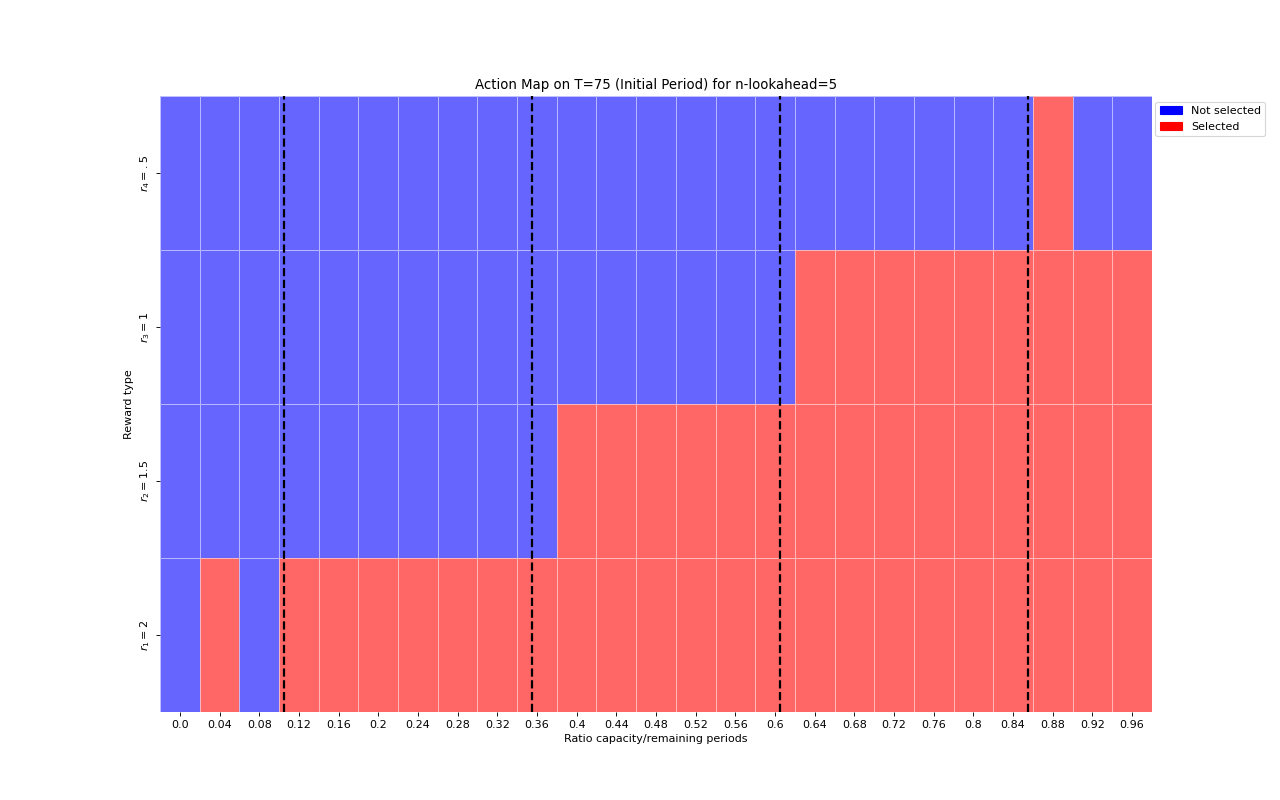 Action Map on T=75 (Initial Period) for n-lookahead=5
Not selected
Selected
Reward type
r₄ = .5
r₃ = 1
r₂ = 1.5
r₁ = 2
0.0 0.04 0.08 0.12 0.16 0.2 0.24 0.28 0.32 0.36 0.4 0.44 0.48 0.52 0.56 0.6 0.64 0.68 0.72 0.76 0.8 0.84 0.88 0.92 0.96
Ratio capacity/remaining periods